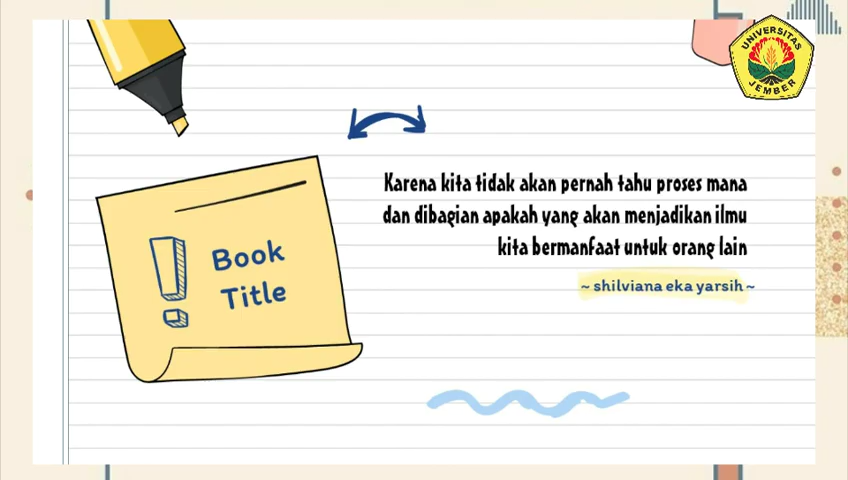 UNIVERSITAS
JEMBER
Karena kita tidak akan pernah tahu proses mana
dan dibagian apakah yang akan menjadikan ilmu
kita bermanfaat untuk orang lain
~ shilviana eka yarsih ~
! Book
Title